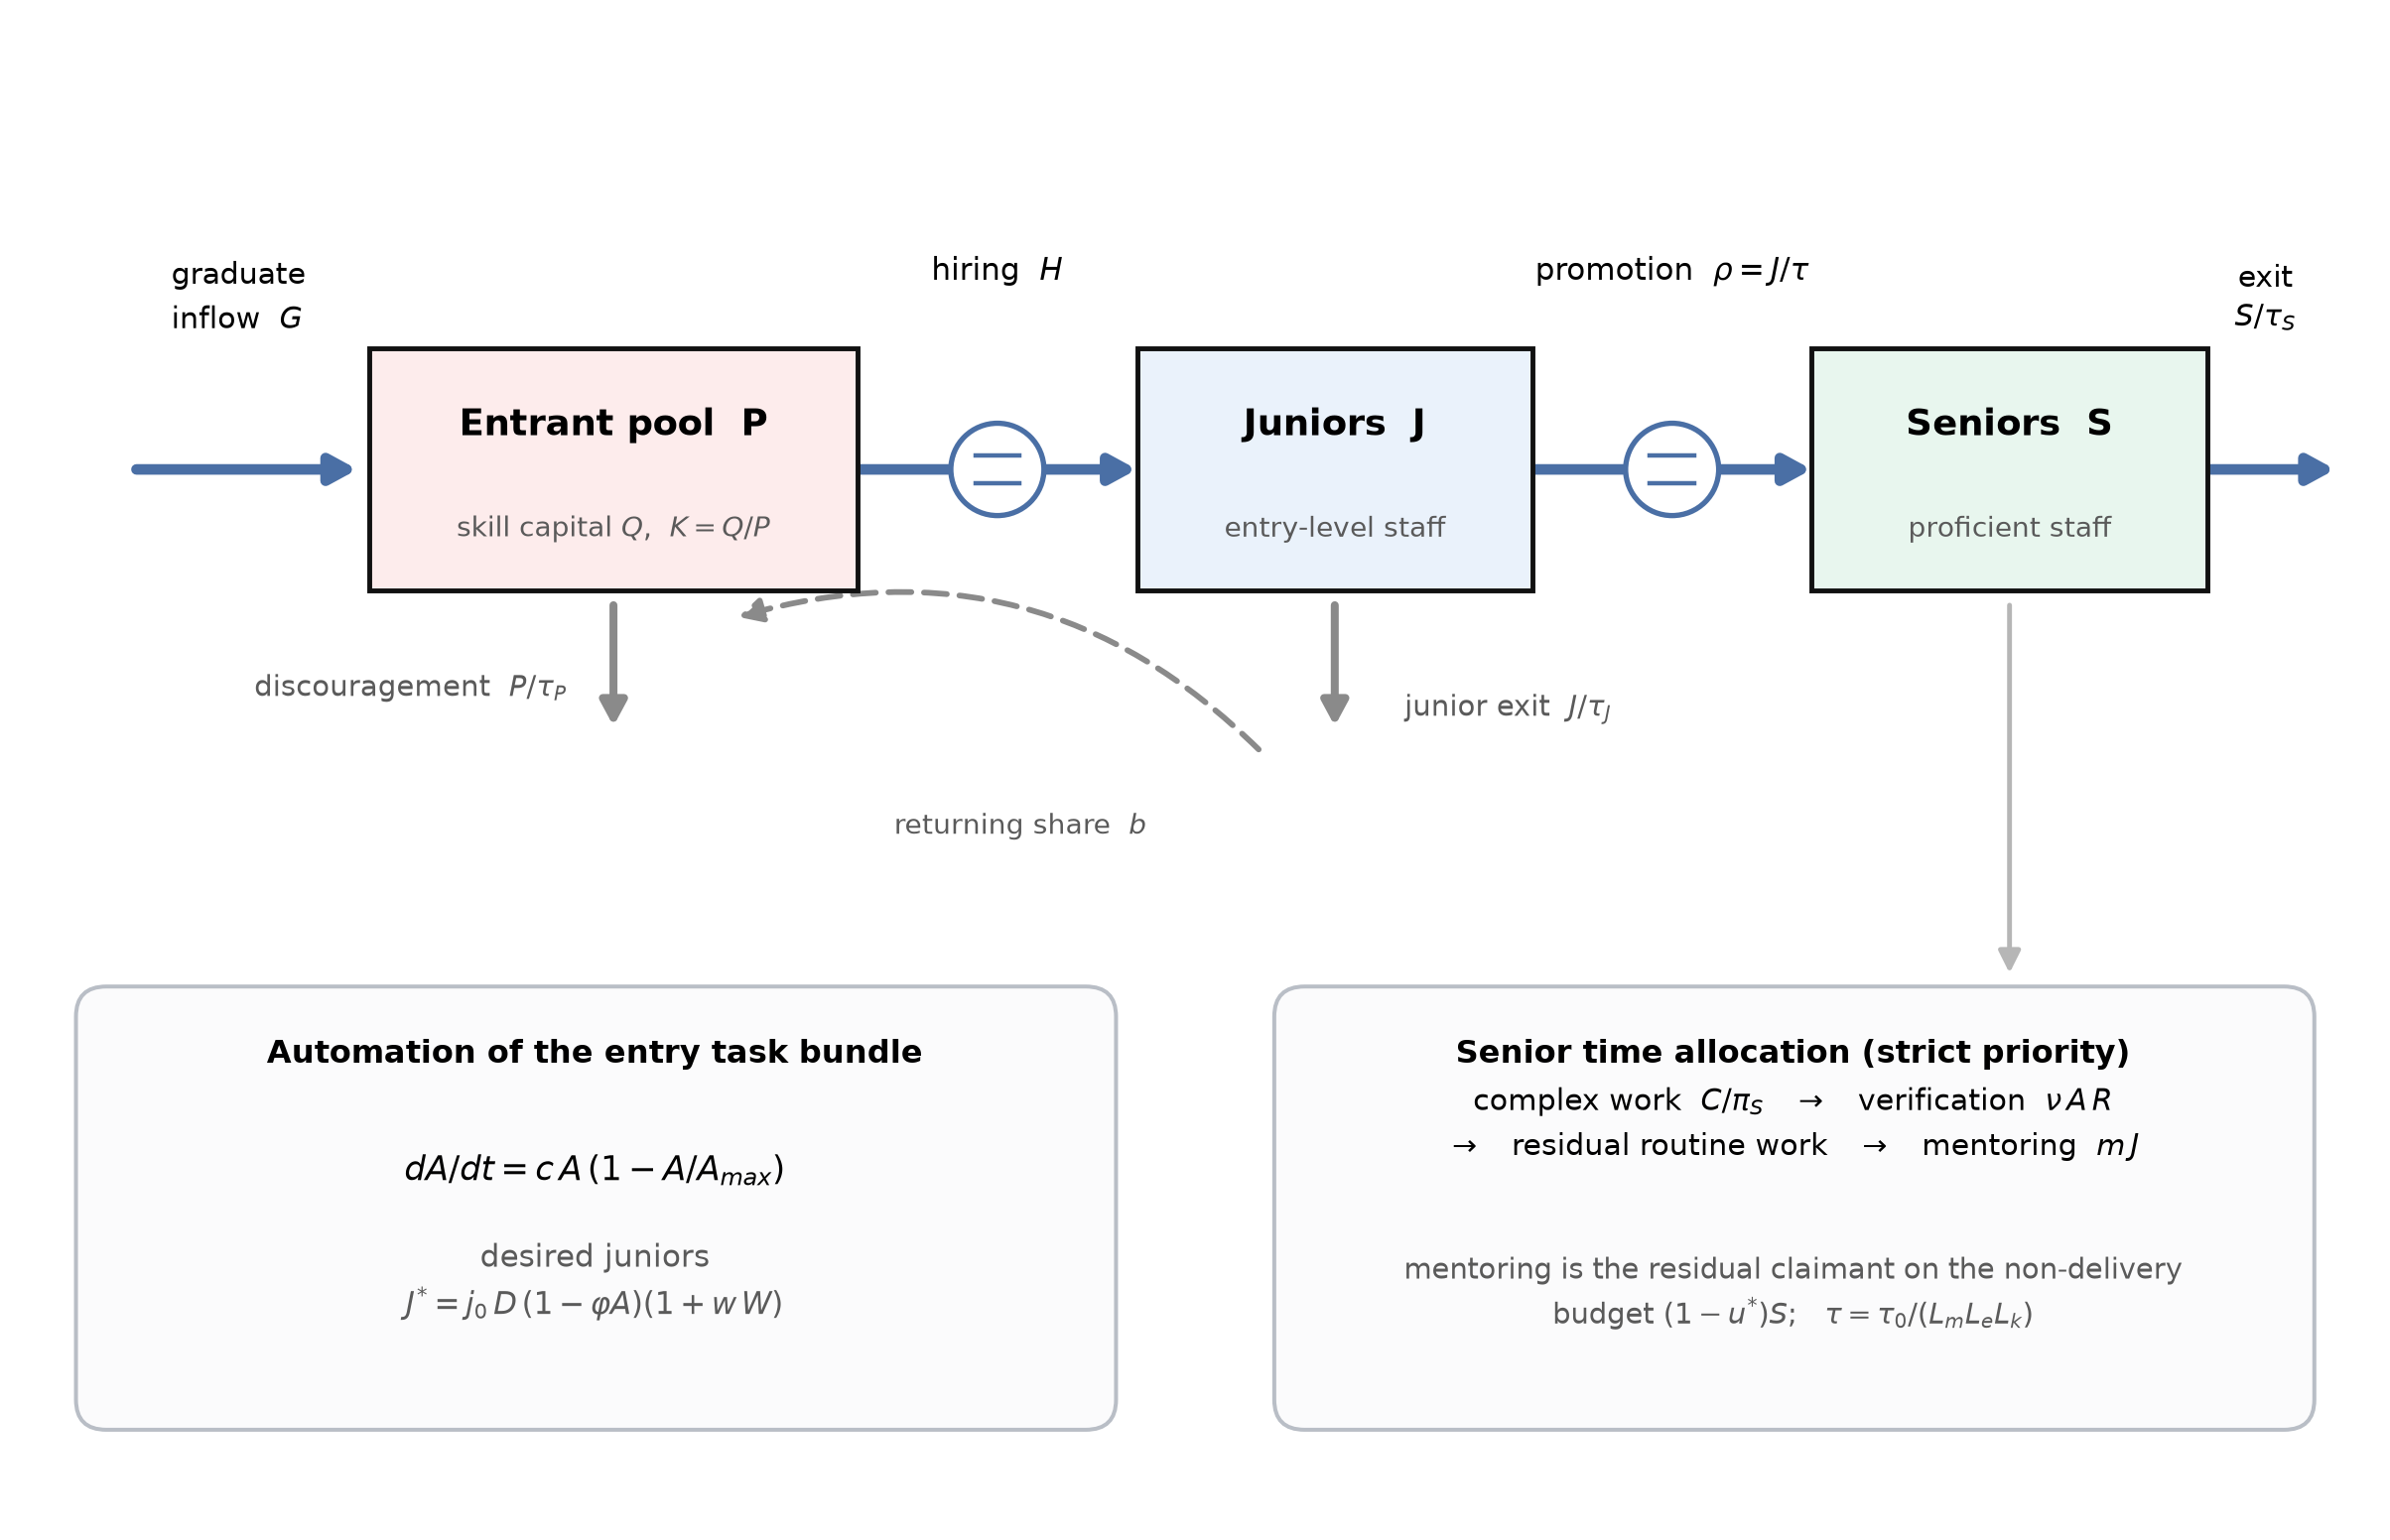 graduate
inflow G
hiring H
promotion ρ = J/τ
exit
S/τ_S
Entrant pool P
skill capital Q, K = Q/P
Juniors J
entry-level staff
Seniors S
proficient staff
discouragement P/τ_P
junior exit J/τ_J
returning share b
Automation of the entry task bundle
dA/dt = c A (1 − A/A_max)
desired juniors
J* = j₀ D (1 − φA)(1 + w W)
Senior time allocation (strict priority)
complex work C/π_S → verification ν A R
→ residual routine work → mentoring m J
mentoring is the residual claimant on the non-delivery
budget (1 − u*)S; τ = τ₀/(L_m L_e L_k)